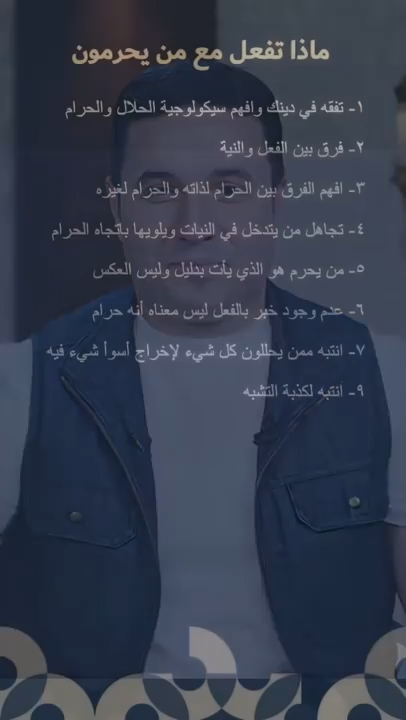 ماذا تفعل مع من يحرمون
١- تفقه في دينك وافهم سيكولوجية الحلال والحرام
٢- فرق بين الفعل والنية
٣- افهم الفرق بين الحرام لذاته والحرام لغيره
٤- تجاهل من يتدخل في النيات ويلويها باتجاه الحرام
٥- من يحرم هو الذي يأت بدليل وليس العكس
٦- عدم وجود خبر بالفعل ليس معناه أنه حرام
٧- انتبه ممن يحللون كل شيء لإخراج أسوأ شيء فيه
٩- انتبه لكذبة التشبه